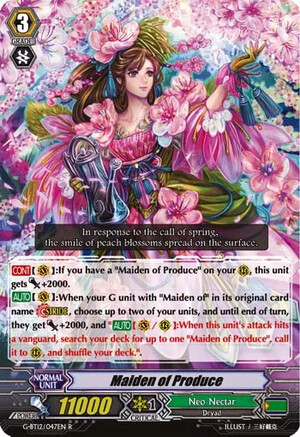 3
GRADE
In response to the call of spring,
the smile of peach blossoms spread on the surface.
CONT []:If you have a "Maiden of Produce" on your, this unit
gets +2000.
AUTO []:When your G unit with "Maiden of" in its original card
name STRIDE, choose up to two of your units, and until end of turn,
they get +2000, and "AUTO [/]:When this unit's attack hits
a vanguard, search your deck for up to one "Maiden of Produce", call
it to, and shuffle your deck.".
NORMAL
UNIT
Maiden of Produce
POWER
11000
1
Neo Nectar
Dryad
G-BT12/047EN R
ILLUST / 三好載克